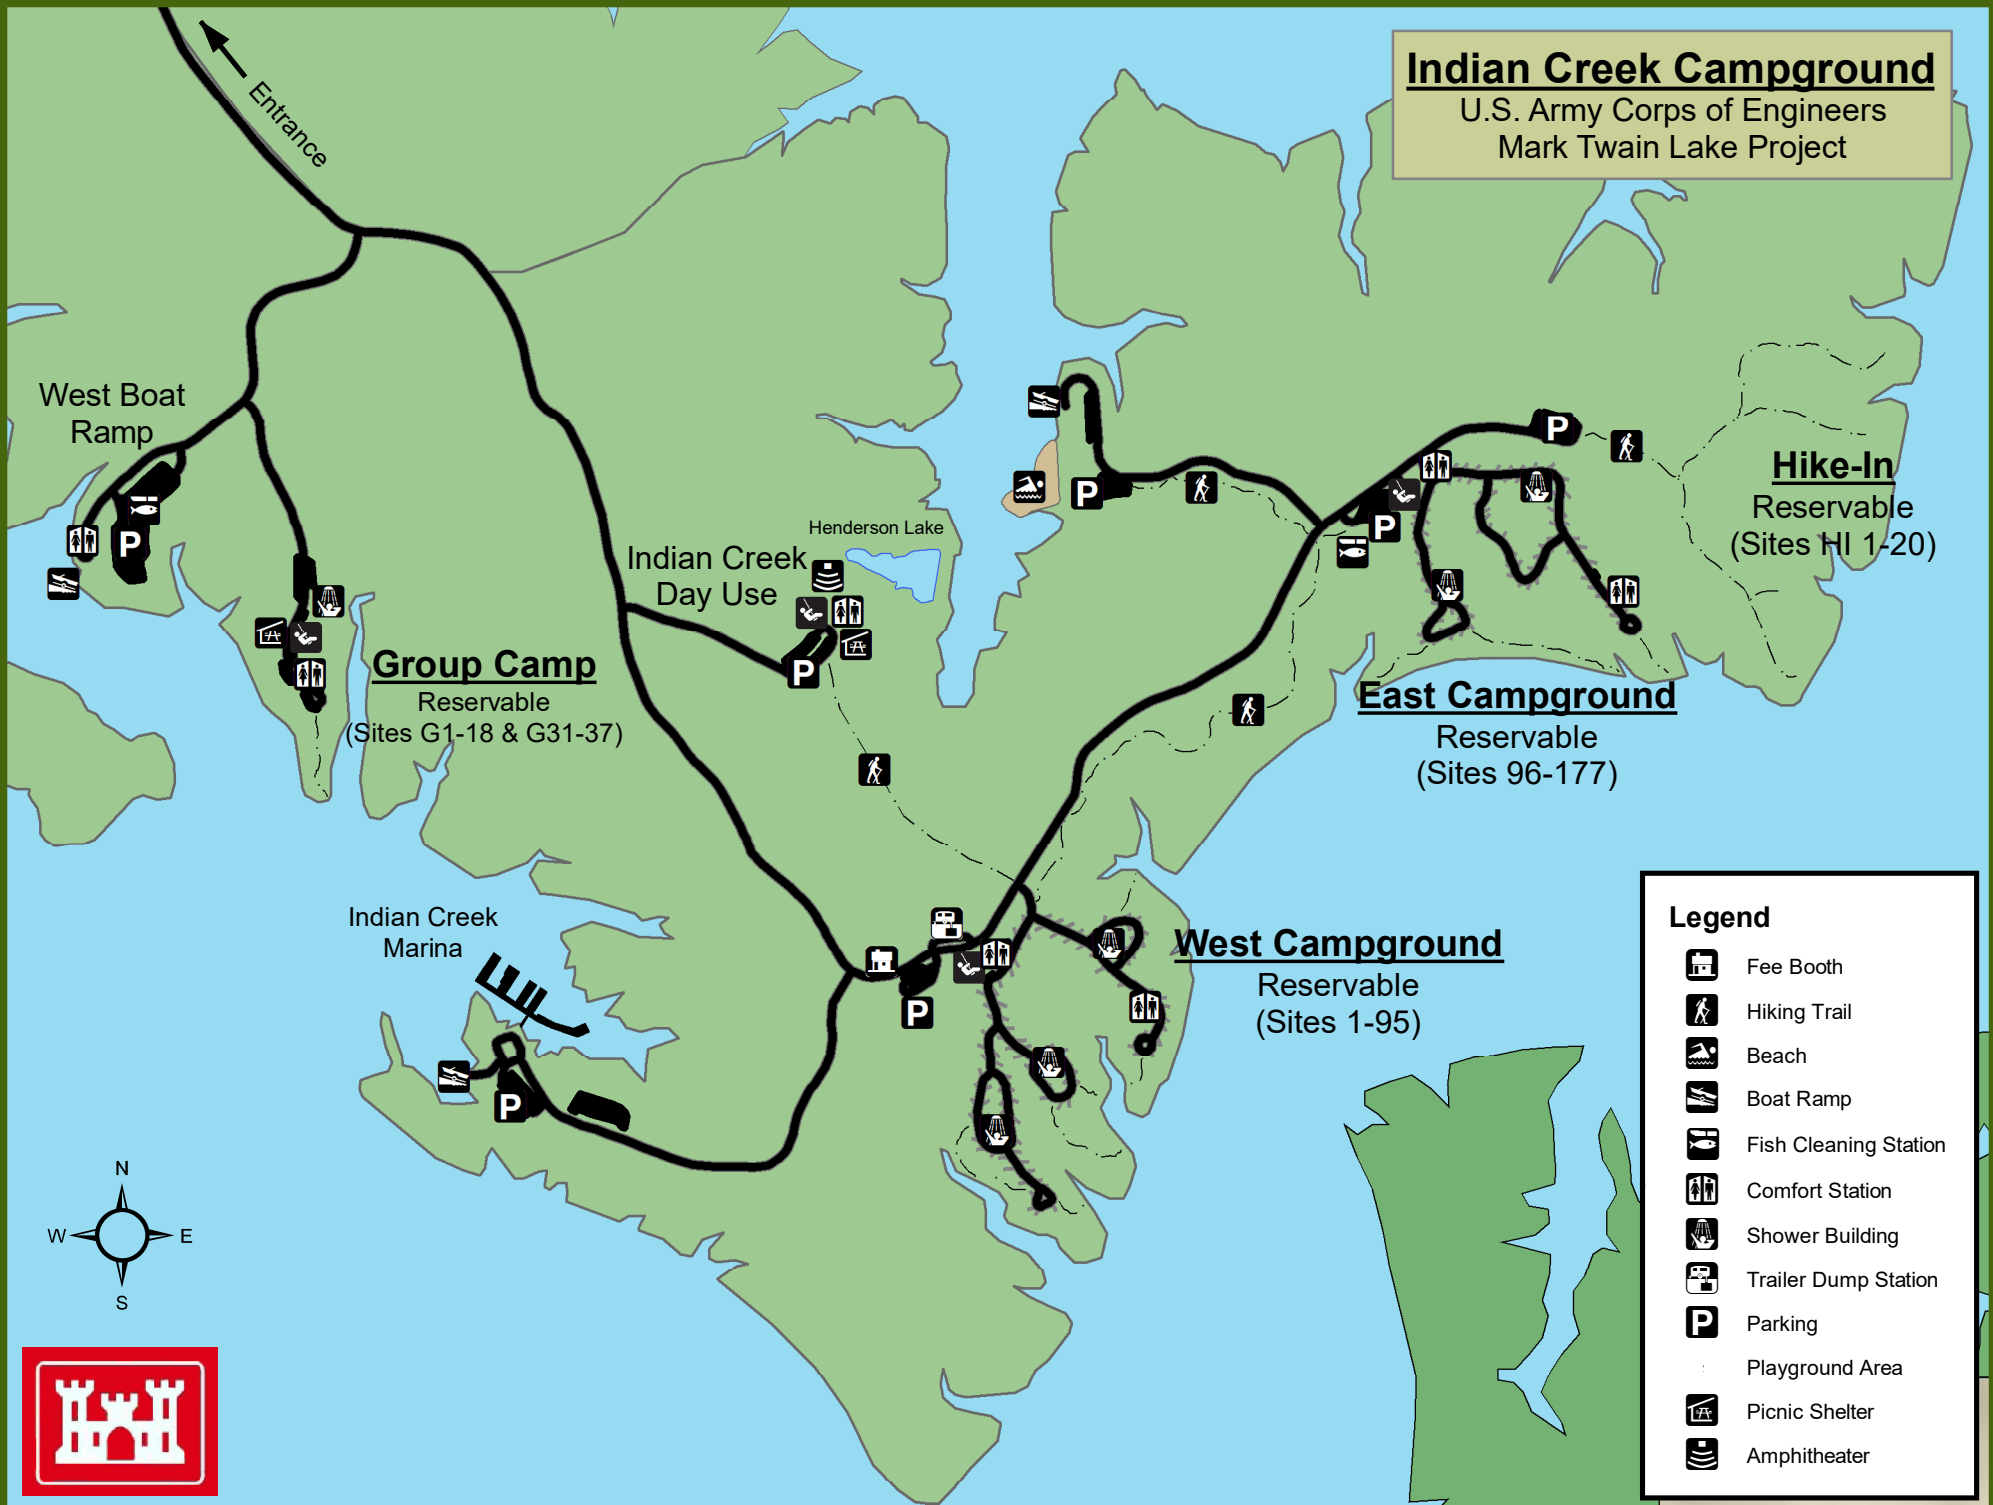 Indian Creek Campground
U.S. Army Corps of Engineers
Mark Twain Lake Project
Entrance
West Boat
Ramp
Hike-In
Reservable
(Sites HI 1-20)
Henderson Lake
Indian Creek
Day Use
Group Camp
Reservable
(Sites G1-18 & G31-37)
East Campground
Reservable
(Sites 96-177)
Indian Creek
Marina
West Campground
Reservable
(Sites 1-95)
P
P
P
P
P
P
P
N
W E
S
Legend
Fee Booth
Hiking Trail
Beach
Boat Ramp
Fish Cleaning Station
Comfort Station
Shower Building
Trailer Dump Station
P Parking
Playground Area
Picnic Shelter
Amphitheater